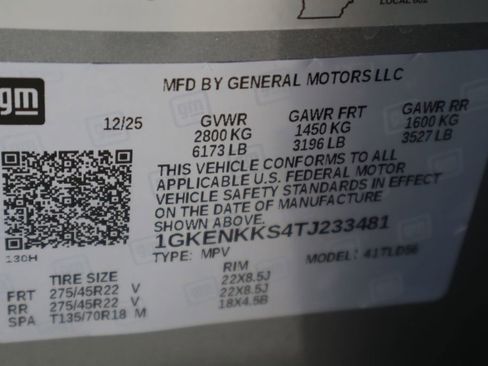 LOCAL 602
gm
MFD BY GENERAL MOTORS LLC
12/25 GVWR GAWR FRT GAWR RR
2800 KG 1450 KG 1600 KG
6173 LB 3196 LB 3527 LB
THIS VEHICLE CONFORMS TO ALL
APPLICABLE U.S. FEDERAL MOTOR
VEHICLE SAFETY STANDARDS IN EFFECT
ON THE DATE OF MANUFACTURE
SHOWN ABOVE.
1GKENKKS4TJ233481
130H
TYPE: MPV MODEL: 41TLD56
TIRE SIZE RIM
FRT 275/45R22 V 22X8.5J
RR 275/45R22 V 22X8.5J
SPA T135/70R18 M 18X4.5B